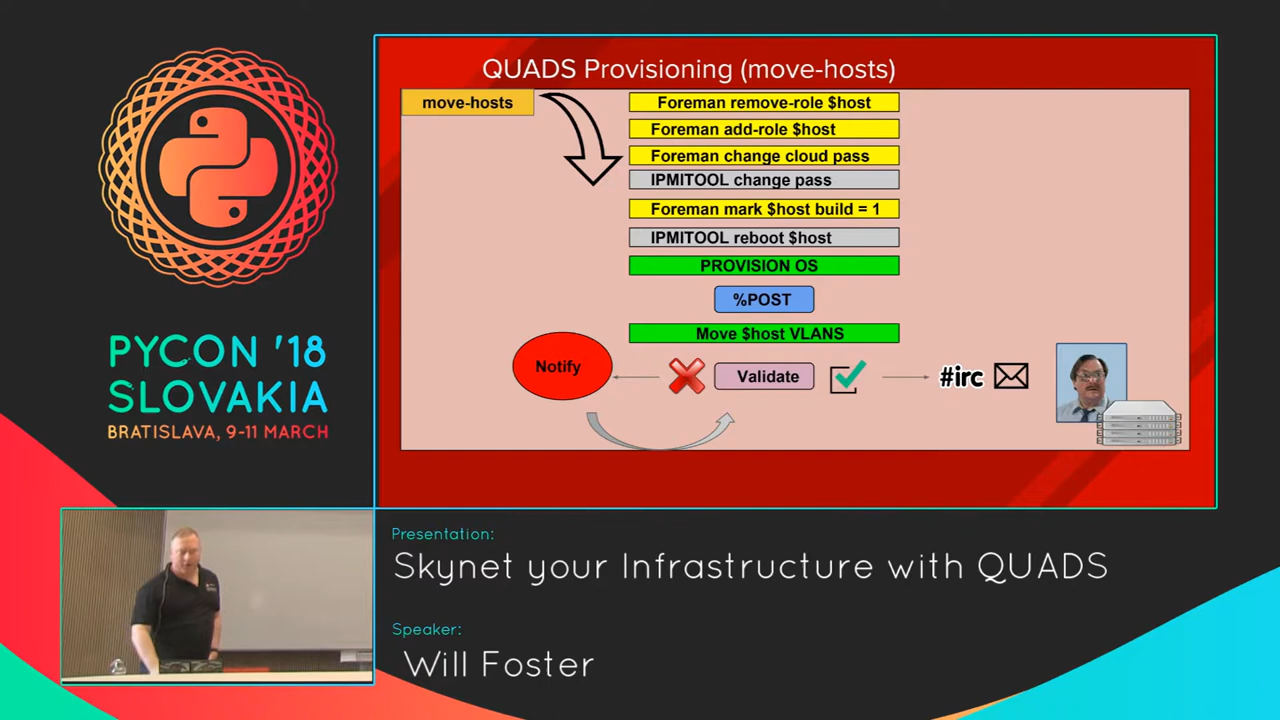 QUADS Provisioning (move-hosts)
move-hosts
Foreman remove-role $host
Foreman add-role $host
Foreman change cloud pass
IPMITOOL change pass
Foreman mark $host build = 1
IPMITOOL reboot $host
PROVISION OS
%POST
Move $host VLANS
Notify
Validate
#irc
PYCON '18
SLOVAKIA
BRATISLAVA, 9-11 MARCH
Presentation:
Skynet your Infrastructure with QUADS
Speaker:
Will Foster